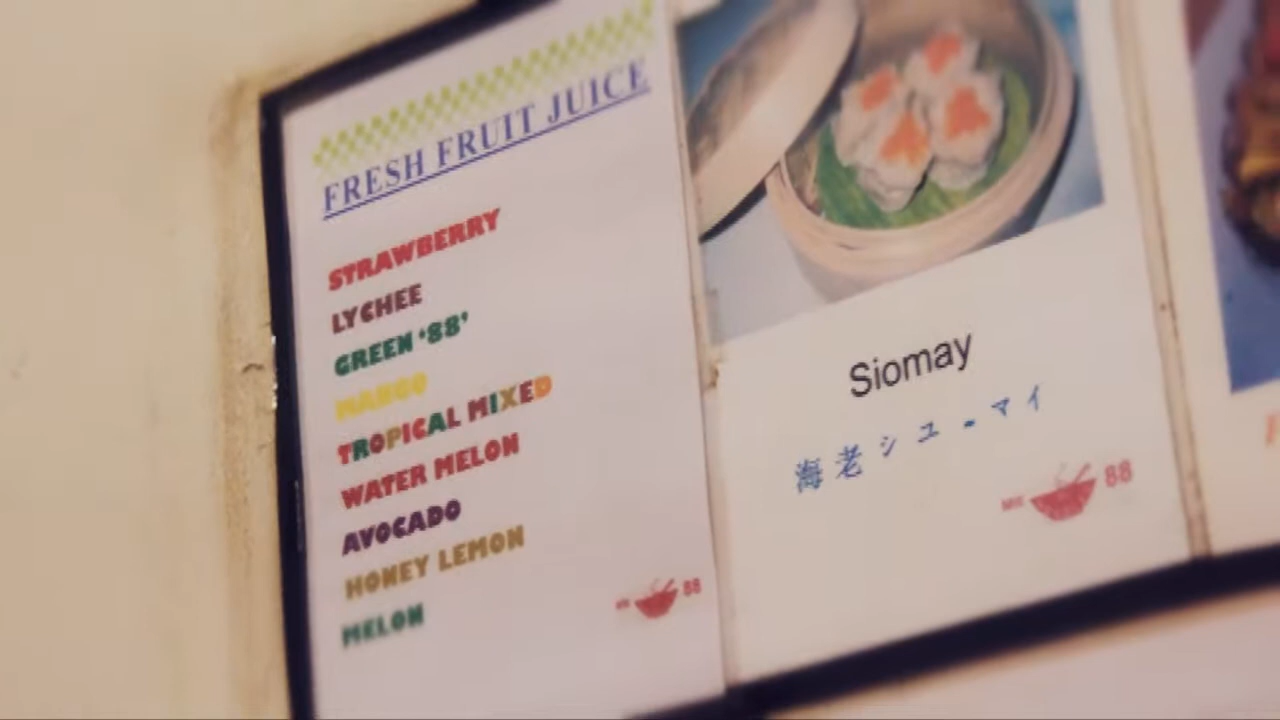 FRESH FRUIT JUICE
STRAWBERRY
LYCHEE
GREEN '88'
MANGO
TROPICAL MIXED
WATER MELON
AVOCADO
HONEY LEMON
MELON
88
Siomay
海老シューマイ
MIE 88